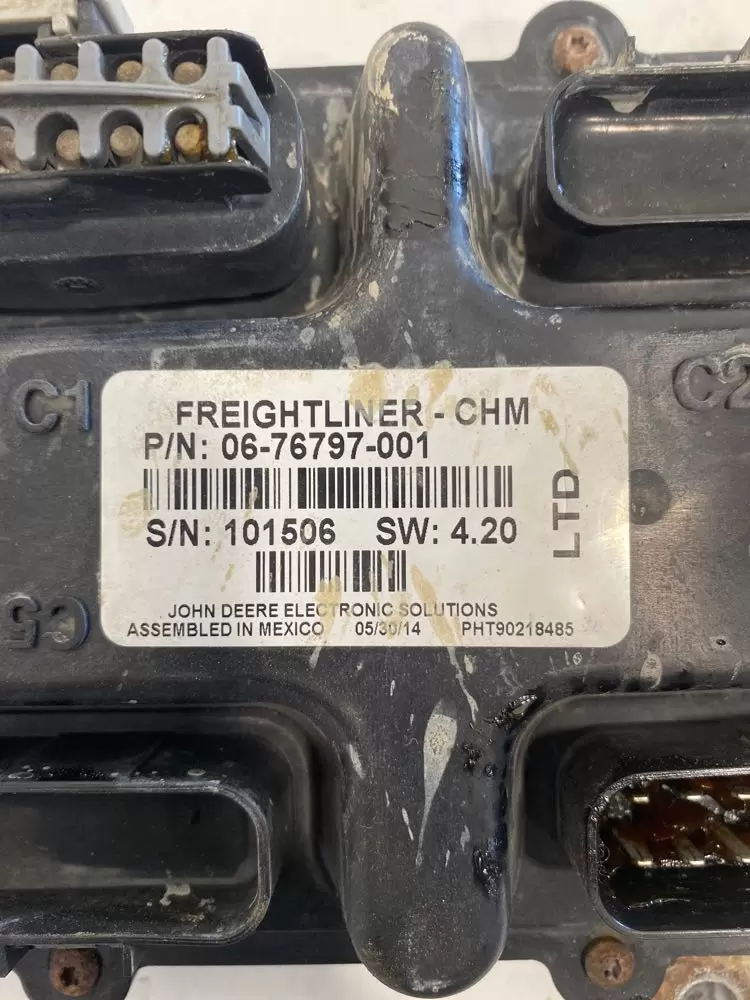 C1
C2
FREIGHTLINER - CHM
P/N: 06-76797-001
S/N: 101506 SW: 4.20
LTD
C5
JOHN DEERE ELECTRONIC SOLUTIONS
ASSEMBLED IN MEXICO 05/30/14 PHT90218485